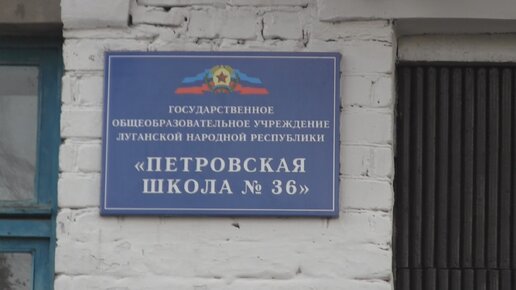 ГОСУДАРСТВЕННОЕ
ОБЩЕОБРАЗОВАТЕЛЬНОЕ УЧРЕЖДЕНИЕ
ЛУГАНСКОЙ НАРОДНОЙ РЕСПУБЛИКИ
«ПЕТРОВСКАЯ
ШКОЛА № 36»